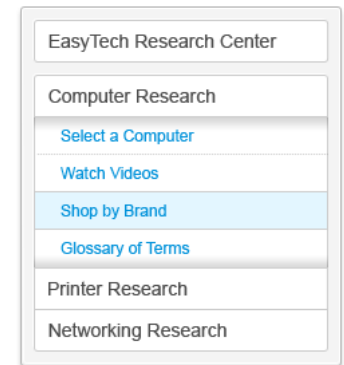 EasyTech Research Center
Computer Research
Select a Computer
Watch Videos
Shop by Brand
Glossary of Terms
Printer Research
Networking Research